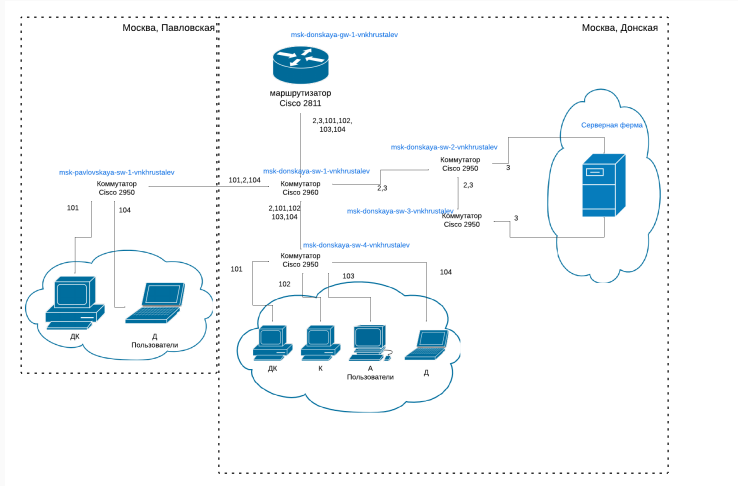 Москва, Павловская
Москва, Донская
msk-donskaya-gw-1-vnkhrustalev
маршрутизатор
Cisco 2811
2,3,101,102,
103,104
Серверная ферма
msk-donskaya-sw-2-vnkhrustalev
Коммутатор
Cisco 2950
3
msk-pavlovskaya-sw-1-vnkhrustalev
Коммутатор
Cisco 2950
101,2,104
msk-donskaya-sw-1-vnkhrustalev
Коммутатор
Cisco 2960
2,3
2,3
101
104
2,101,102
103,104
msk-donskaya-sw-3-vnkhrustalev
Коммутатор
Cisco 2950
3
msk-donskaya-sw-4-vnkhrustalev
Коммутатор
Cisco 2950
101
102
103
104
ДК
Д
Пользователи
ДК
К
А
Пользователи
Д